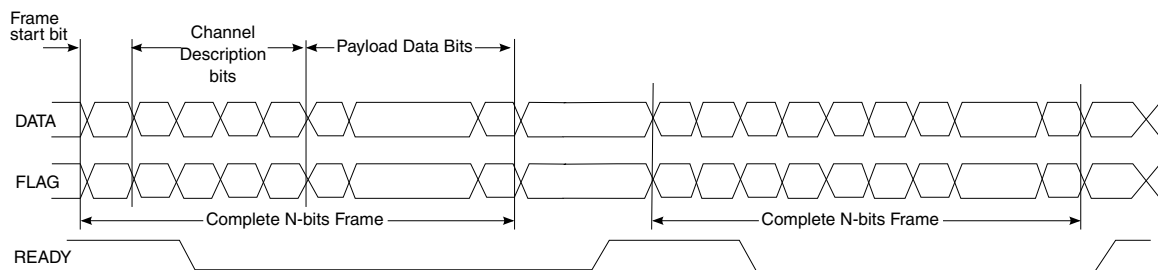 Frame
start bit
Channel
Description
bits
Payload Data Bits
DATA
FLAG
Complete N-bits Frame
Complete N-bits Frame
READY